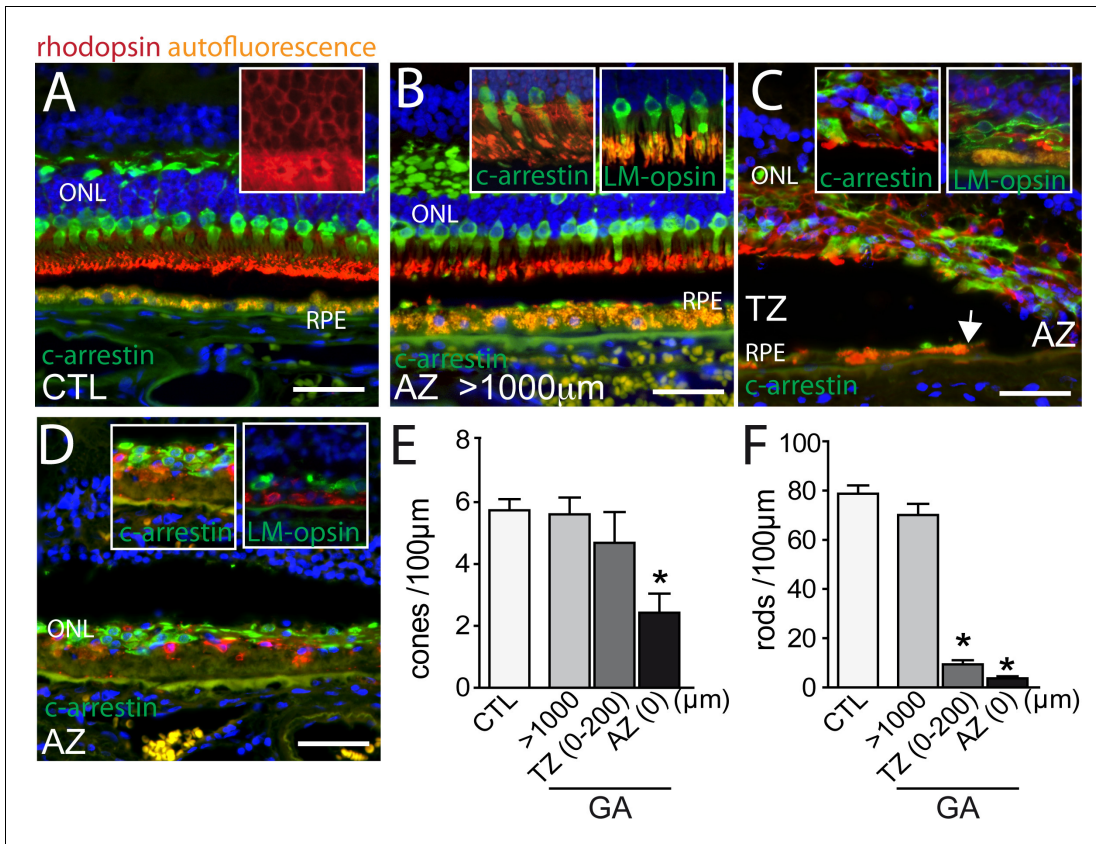 rhodopsin autofluorescence
A
ONL
RPE
c-arrestin
CTL
B
c-arrestin
LM-opsin
ONL
RPE
c-arrestin
AZ >1000µm
C
c-arrestin
LM-opsin
ONL
TZ
AZ
RPE
c-arrestin
D
c-arrestin
LM-opsin
ONL
c-arrestin
AZ
E
cones /100µm
8
6
4
2
0
*
CTL
>1000
TZ (0-200)
AZ (0)
(µm)
GA
F
rods /100µm
100
80
60
40
20
0
*
*
CTL
>1000
TZ (0-200)
AZ (0)
(µm)
GA